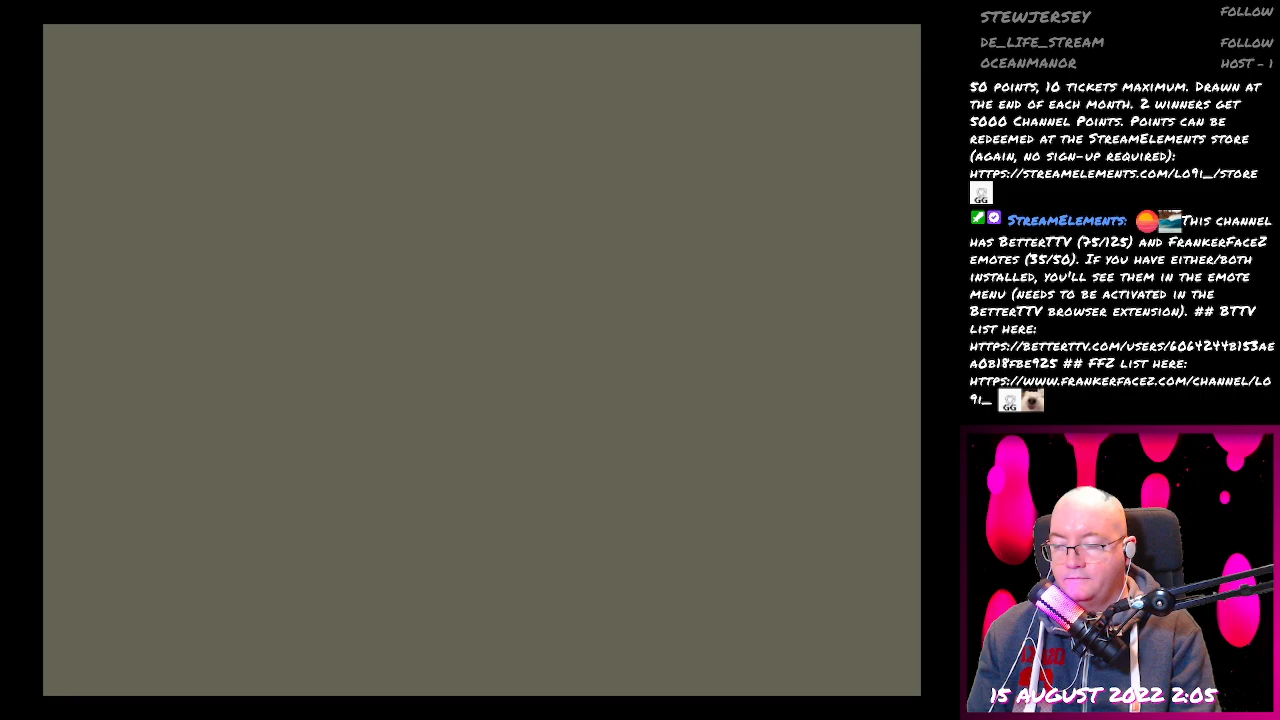 STEWJERSEY FOLLOW
DE_LIFE_STREAM FOLLOW
OCEANMANOR HOST - 1
50 POINTS, 10 TICKETS MAXIMUM. DRAWN AT
THE END OF EACH MONTH. 2 WINNERS GET
5000 CHANNEL POINTS. POINTS CAN BE
REDEEMED AT THE STREAMELEMENTS STORE
(AGAIN, NO SIGN-UP REQUIRED):
HTTPS://STREAMELEMENTS.COM/LO9I_/STORE
GG
STREAMELEMENTS: THIS CHANNEL
HAS BETTERTTV (75/125) AND FRANKERFACEZ
EMOTES (35/50). IF YOU HAVE EITHER/BOTH
INSTALLED, YOU'LL SEE THEM IN THE EMOTE
MENU (NEEDS TO BE ACTIVATED IN THE
BETTERTTV BROWSER EXTENSION). ## BTTV
LIST HERE:
HTTPS://BETTERTTV.COM/USERS/6064244B153AE
A0B18FBE925 ## FFZ LIST HERE:
HTTPS://WWW.FRANKERFACEZ.COM/CHANNEL/LO
9I_ GG
15 AUGUST 2022 2:05